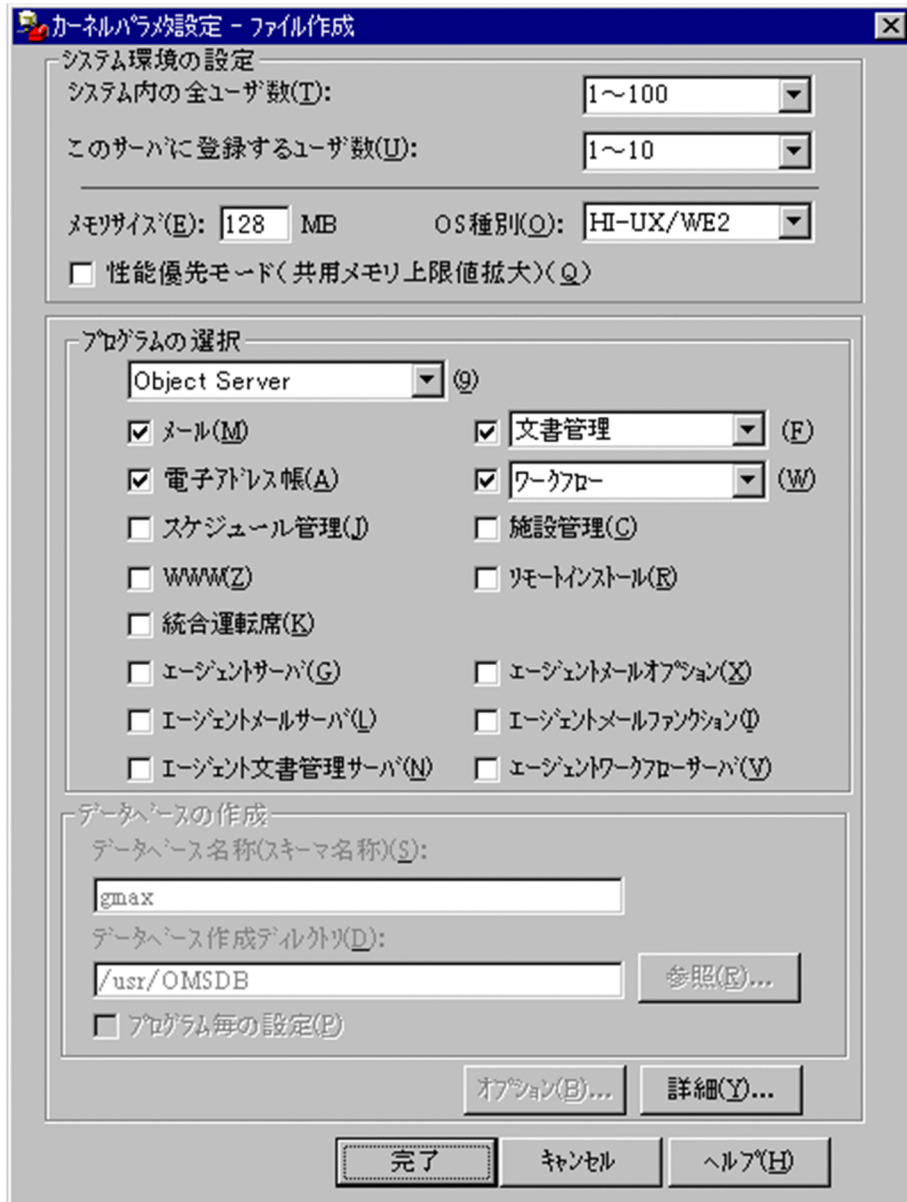 カーネルパラメタ設定 - ファイル作成
システム環境の設定
システム内の全ユーザ数(T): 1～100
このサーバに登録するユーザ数(U): 1～10
メモリサイズ(E): 128 MB OS種別(O): HI-UX/WE2
性能優先モード(共用メモリ上限値拡大)(Q)
プログラムの選択
Object Server (9)
メール(M) 文書管理 (F)
電子アドレス帳(A) ワークフロー (W)
スケジュール管理(J) 施設管理(C)
WWW(Z) リモートインストール(R)
統合運転席(K)
エージェントサーバ(G) エージェントメールオプション(X)
エージェントメールサーバ(L) エージェントメールファンクション(I)
エージェント文書管理サーバ(N) エージェントワークフローサーバ(V)
データベースの作成
データベース名称(スキーマ名称)(S):
gmax
データベース作成ディレクトリ(D):
/usr/OMSDB 参照(R)...
プログラム毎の設定(P)
オプション(B)... 詳細(Y)...
完了 キャンセル ヘルプ(H)